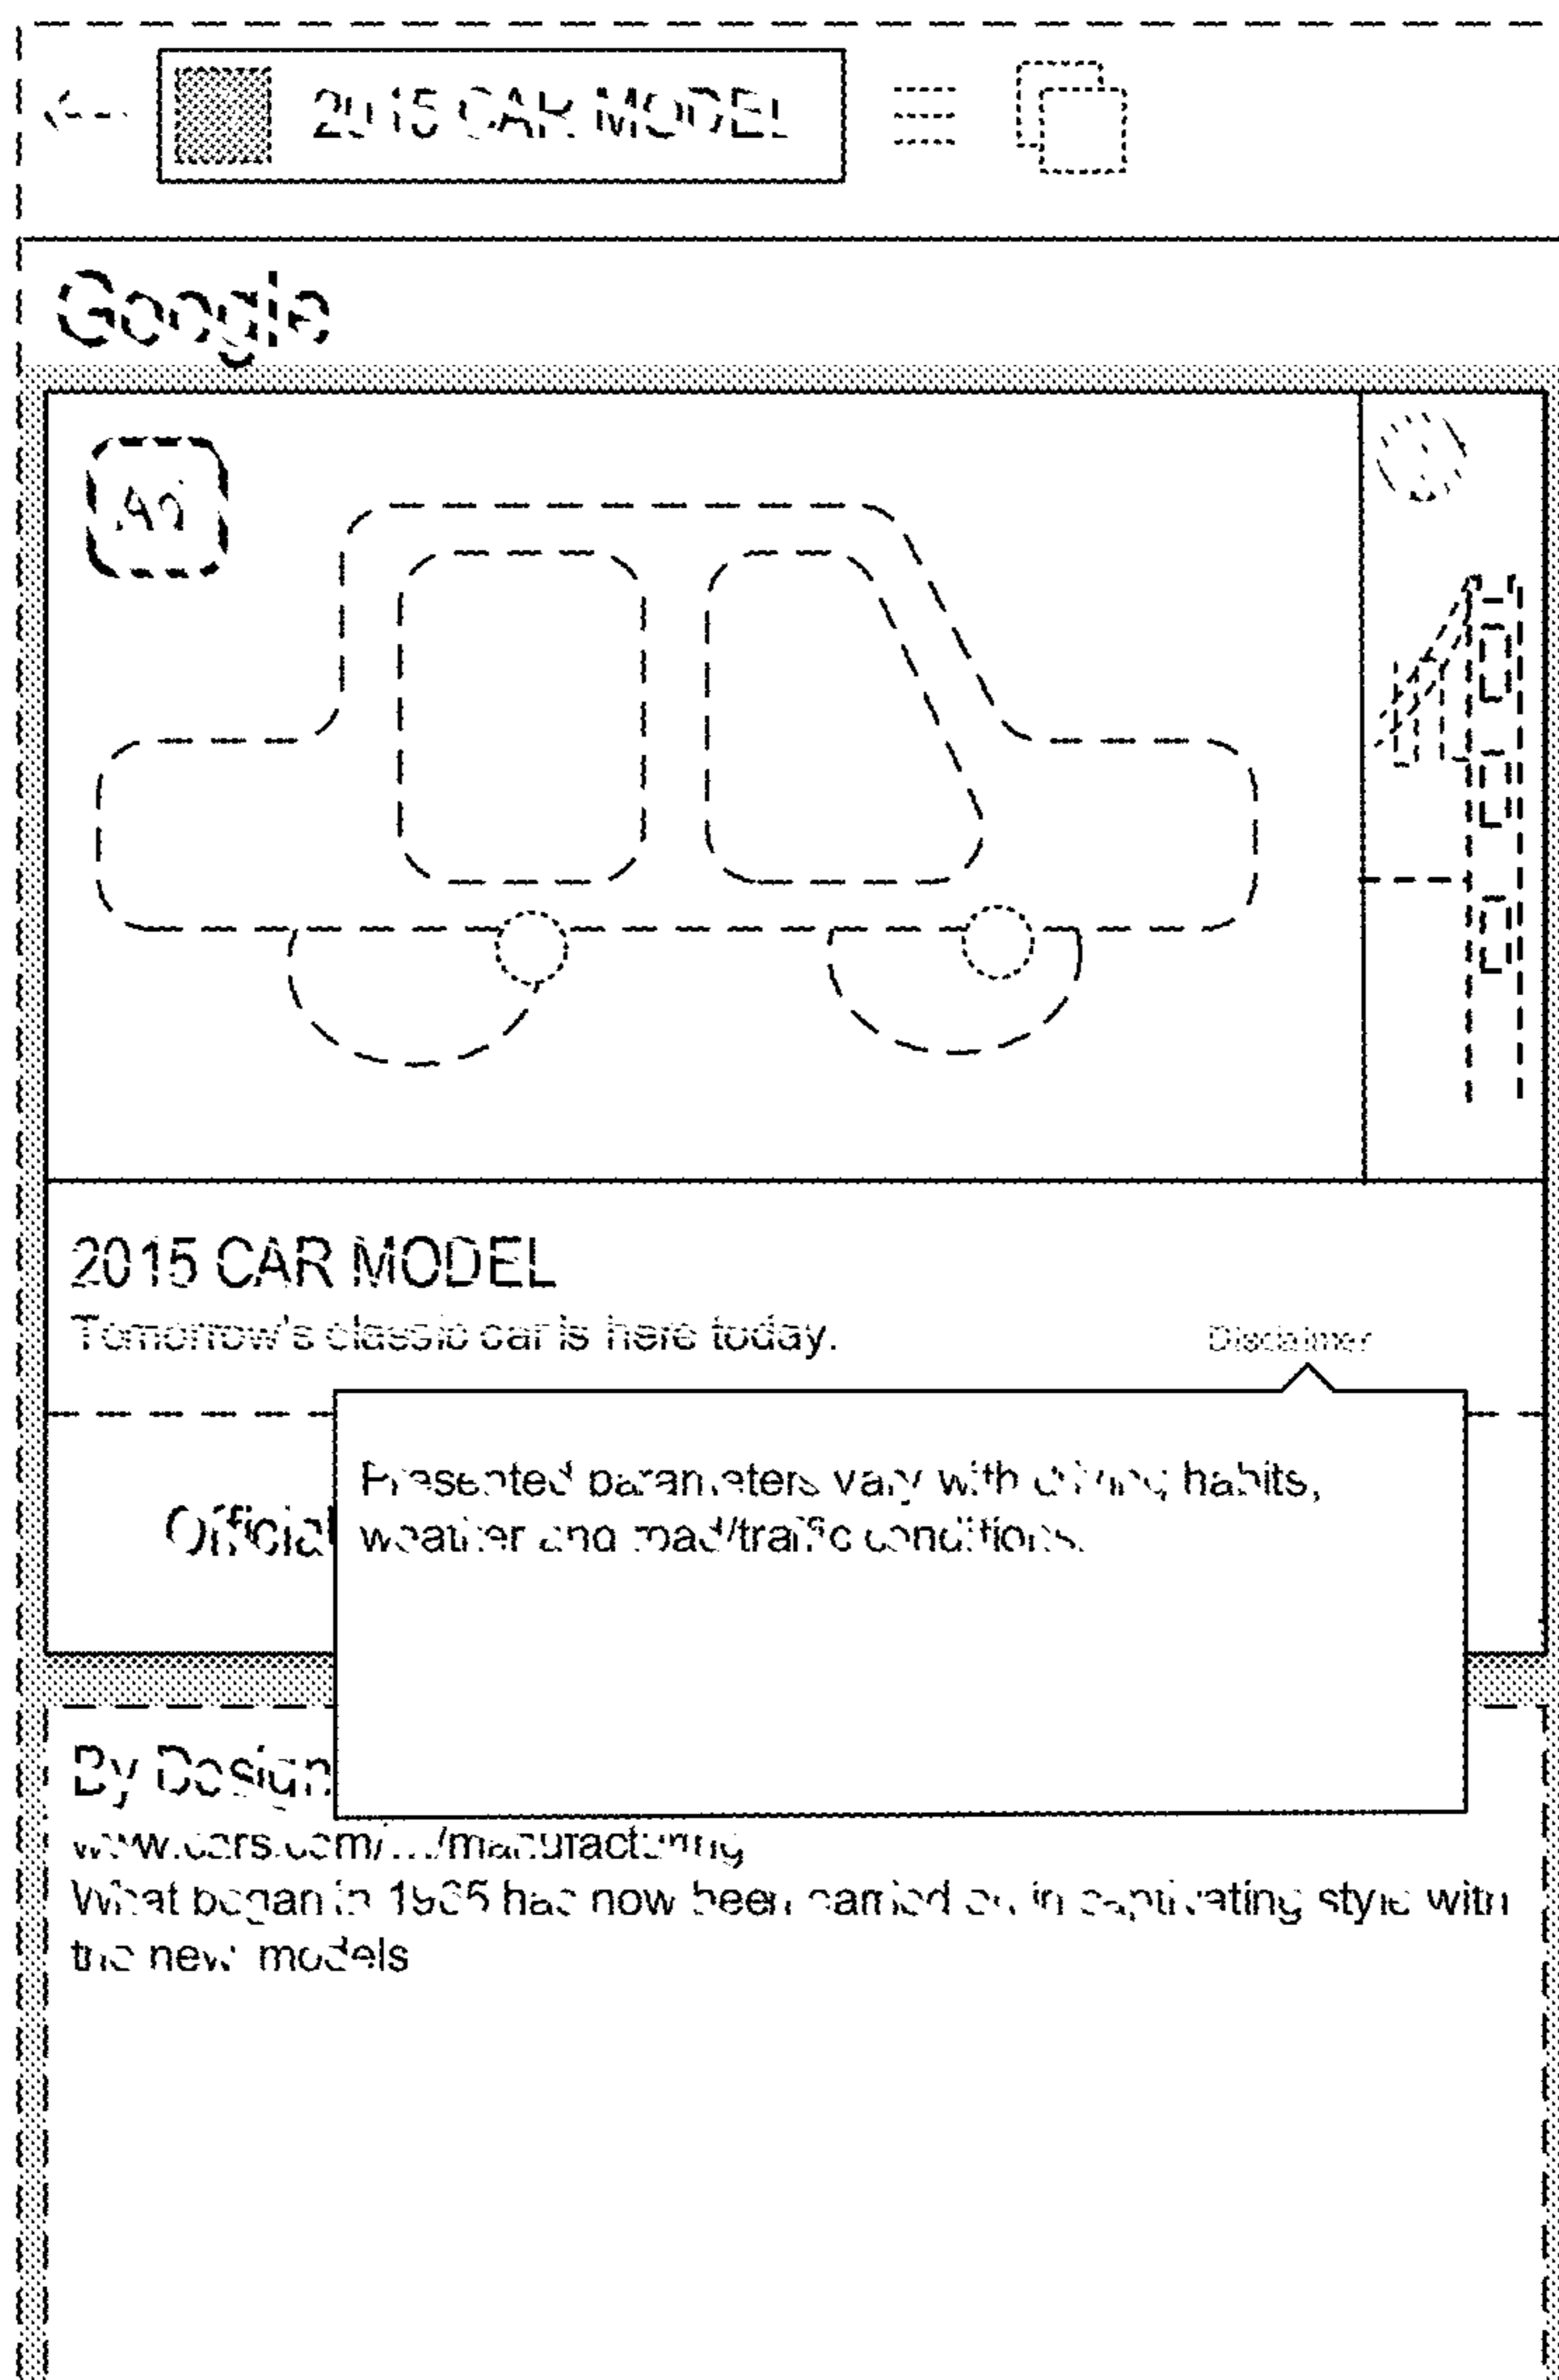 2015 CAR MODEL
Google
Ad
2015 CAR MODEL
Tomorrow's classic car is here today.
Disclaimer
Presented parameters vary with driving habits,
weather and road/traffic conditions.
Official
By Design
www.cars.com/.../manufacturing
What began in 1965 has now been carried on in captivating style with
the new models